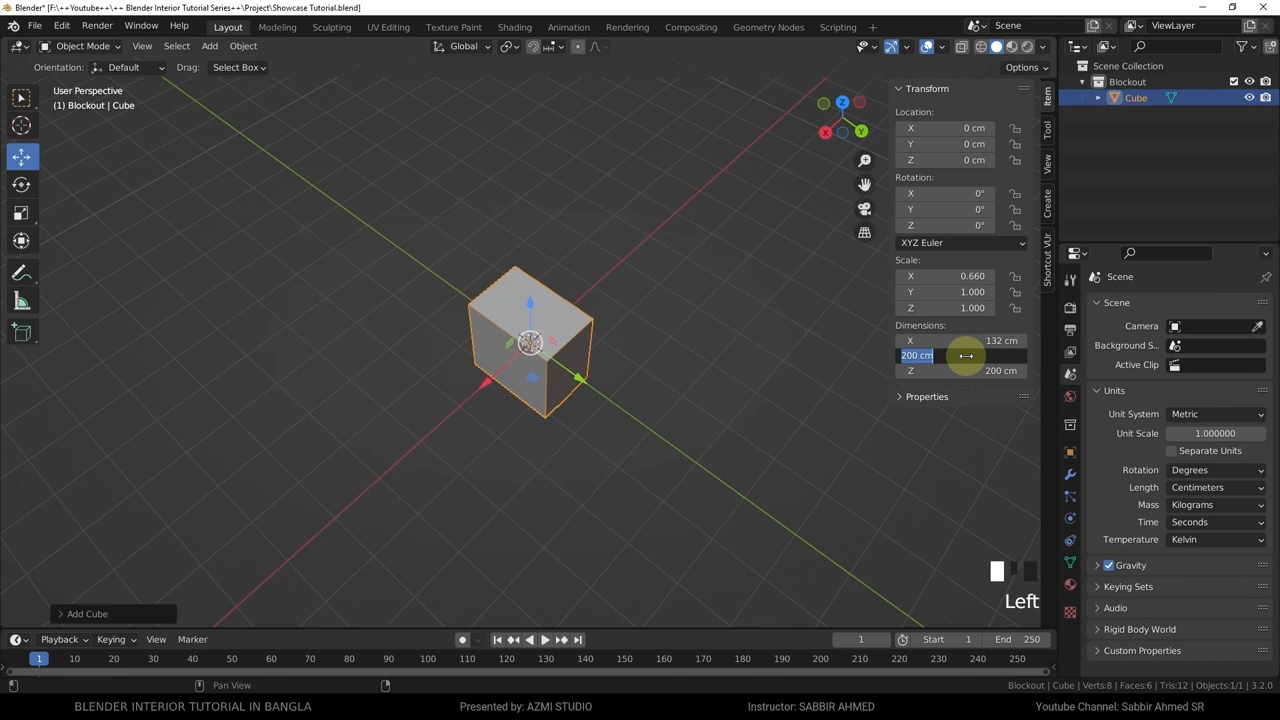 Blender* [F:\++Youtube++\++ Blender Interior Tutorial Series++\Project\Showcase Tutorial.blend]
File Edit Render Window Help Layout Modeling Sculpting UV Editing Texture Paint Shading Animation Rendering Compositing Geometry Nodes Scripting + Scene ViewLayer
Object Mode View Select Add Object Global
Orientation: Default Drag: Select Box Options
User Perspective
(1) Blockout | Cube
Z
X
Y
Transform
Location:
X 0 cm
Y 0 cm
Z 0 cm
Rotation:
X 0°
Y 0°
Z 0°
XYZ Euler
Scale:
X 0.660
Y 1.000
Z 1.000
Dimensions:
X 132 cm
200 cm
Z 200 cm
Properties
Item
Tool
View
Create
Shortcut VUr
Scene Collection
Blockout
Cube
Scene
Scene
Camera
Background S...
Active Clip
Units
Unit System Metric
Unit Scale 1.000000
Separate Units
Rotation Degrees
Length Centimeters
Mass Kilograms
Time Seconds
Temperature Kelvin
Gravity
Keying Sets
Audio
Rigid Body World
Custom Properties
Left
Add Cube
Playback Keying View Marker 1 Start 1 End 250
1 10 20 30 40 50 60 70 80 90 100 110 120 130 140 150 160 170 180 190 200 210 220 230 240 250
Pan View
Blockout | Cube | Verts:8 | Faces:6 | Tris:12 | Objects:1/1 | 3.2.0
BLENDER INTERIOR TUTORIAL IN BANGLA Presented by: AZMI STUDIO Instructor: SABBIR AHMED Youtube Channel: Sabbir Ahmed SR